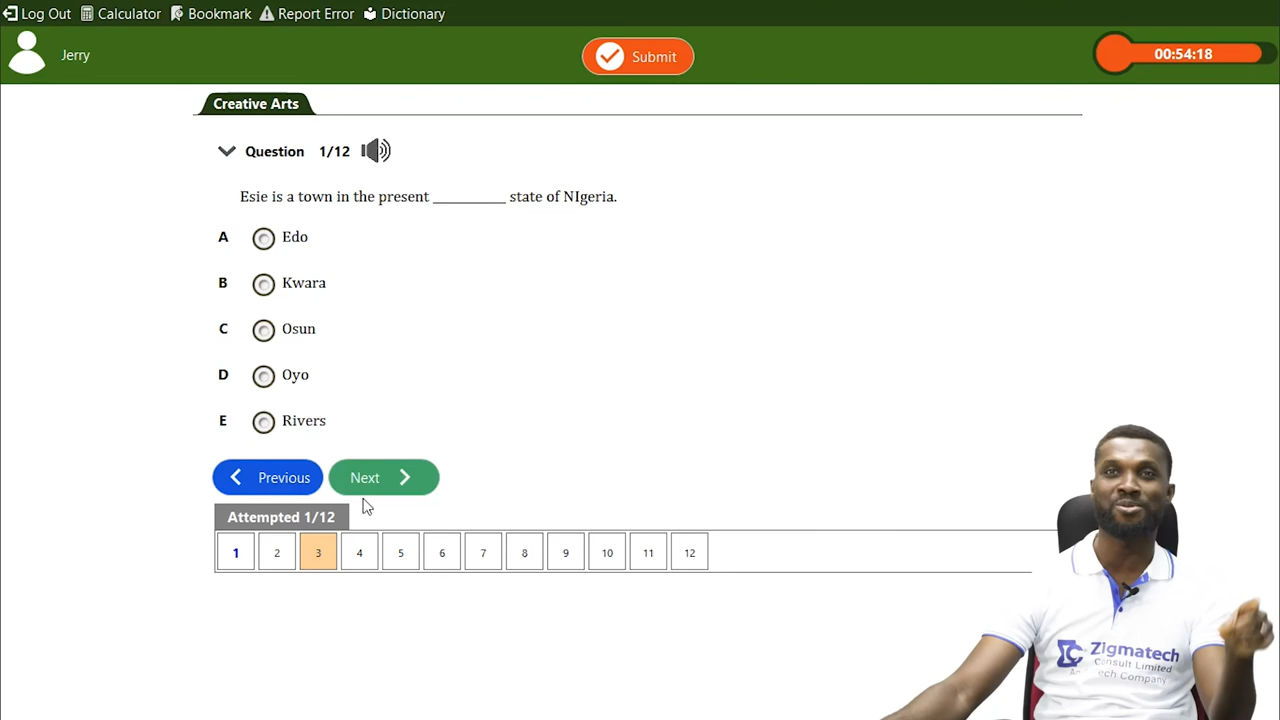 Log Out Calculator Bookmark Report Error Dictionary
Jerry
Submit
00:54:18
Creative Arts
Question 1/12
Esie is a town in the present __________ state of NIgeria.
A Edo
B Kwara
C Osun
D Oyo
E Rivers
Previous Next
Attempted 1/12
1 2 3 4 5 6 7 8 9 10 11 12
Zigmatech
Consult Limited